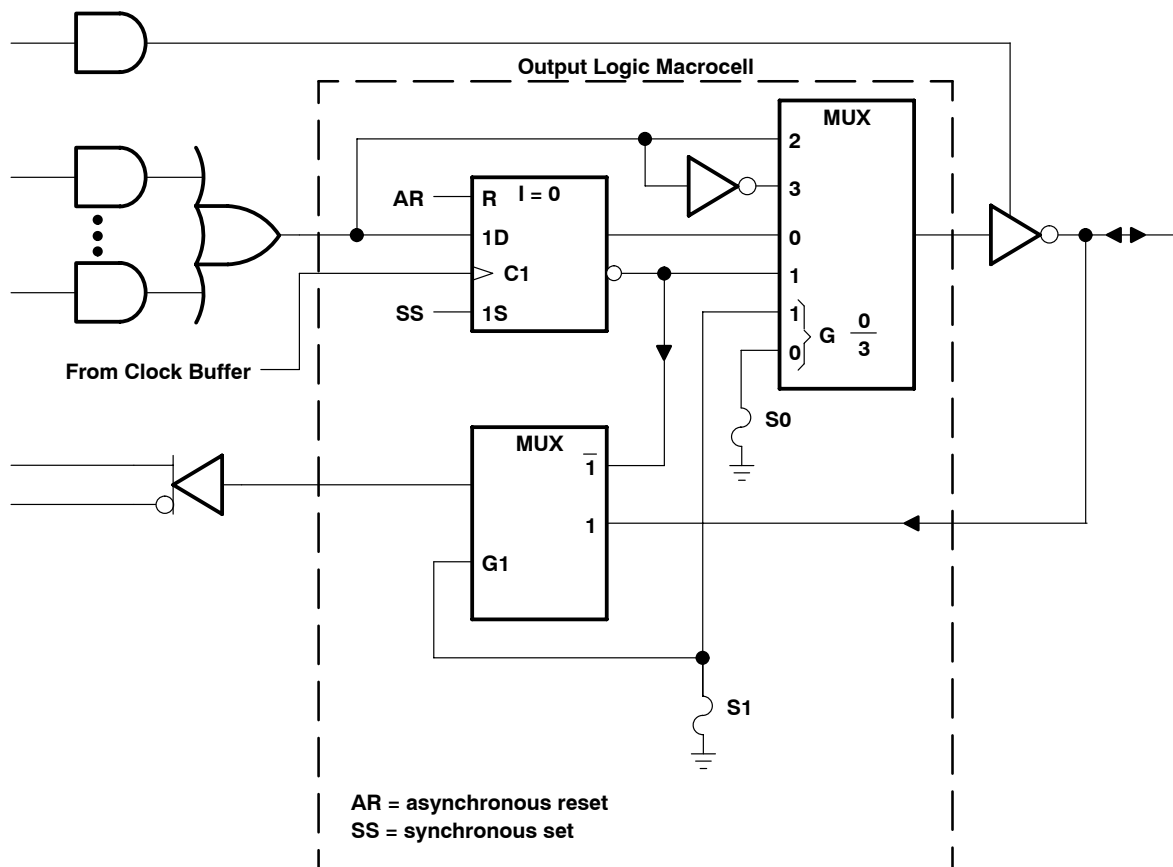 Output Logic Macrocell
MUX
2
AR
R
I = 0
3
1D
0
C1
1
SS
1S
1
0
G
0
3
From Clock Buffer
S0
MUX
1
1
G1
S1
AR = asynchronous reset
SS = synchronous set